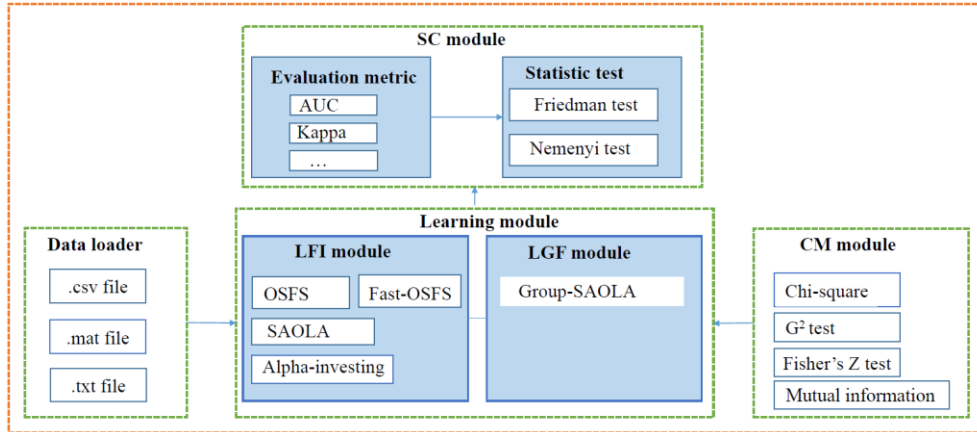 SC module
Evaluation metric
AUC
Kappa
…
Statistic test
Friedman test
Nemenyi test
Data loader
.csv file
.mat file
.txt file
Learning module
LFI module
OSFS
Fast-OSFS
SAOLA
Alpha-investing
LGF module
Group-SAOLA
CM module
Chi-square
G² test
Fisher’s Z test
Mutual information